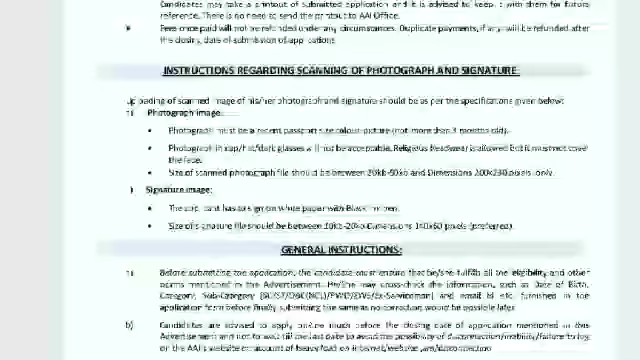 Candidates may take a printout of submitted application and it is advised to keep it with them for future
reference. There is no need to send the printout to AAI Office.
Fees once paid will not be refunded under any circumstances. Duplicate payments, if any will be refunded after
the closing date of submission of applications
INSTRUCTIONS REGARDING SCANNING OF PHOTOGRAPH AND SIGNATURE
Uploading of scanned image of his/her photograph and signature should be as per the specifications given below:
Photograph image:
• Photograph must be a recent passport size colour picture (not more than 3 months old).
• Photograph in cap/hat/dark glasses will not be acceptable. Religious headwear is allowed but it must not cover
the face.
• Size of scanned photograph file should be between 20kb-50kb and Dimensions 200x230 pixels only.
Signature image:
• The applicant has to sign on white paper with Black Ink pen.
• Size of signature file should be between 10kb-20kb Dimensions 140x60 pixels (preferred).
GENERAL INSTRUCTIONS:
a) Before submitting the application, the candidate must ensure that he/she fulfils all the eligibility and other
norms mentioned in the Advertisement. He/She may cross-check the information, such as Date of Birth,
Category, Sub-Category [SC/ST/OBC(NCL)/PWD/EWS/Ex-Serviceman] and email id etc. furnished in the
application form before finally submitting the same as no correction would be possible later.
b) Candidates are advised to apply online much before the closing date of application mentioned in this
Advertisement and not to wait till the last date to avoid the possibility of disconnection/inability/failure to log
on the AAI's website on account of heavy load on internet/website